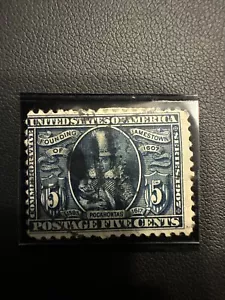 UNITED STATES OF AMERICA
FOUNDING OF JAMESTOWN 1607
COMMEMORATIVE
SERIES 1907
5 5
POCAHONTAS
POSTAGE FIVE CENTS